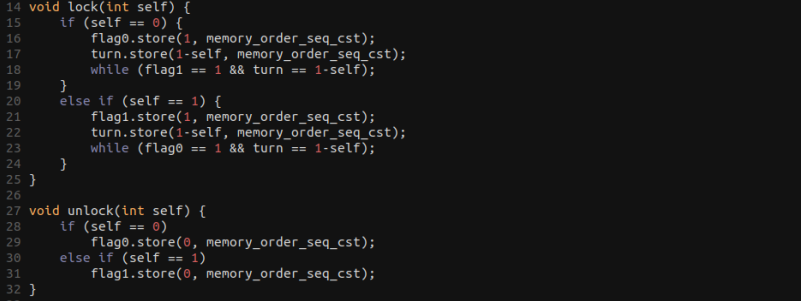 14 void lock(int self) {
15     if (self == 0) {
16         flag0.store(1, memory_order_seq_cst);
17         turn.store(1-self, memory_order_seq_cst);
18         while (flag1 == 1 && turn == 1-self);
19     }
20     else if (self == 1) {
21         flag1.store(1, memory_order_seq_cst);
22         turn.store(1-self, memory_order_seq_cst);
23         while (flag0 == 1 && turn == 1-self);
24     }
25 }
26
27 void unlock(int self) {
28     if (self == 0)
29         flag0.store(0, memory_order_seq_cst);
30     else if (self == 1)
31         flag1.store(0, memory_order_seq_cst);
32 }